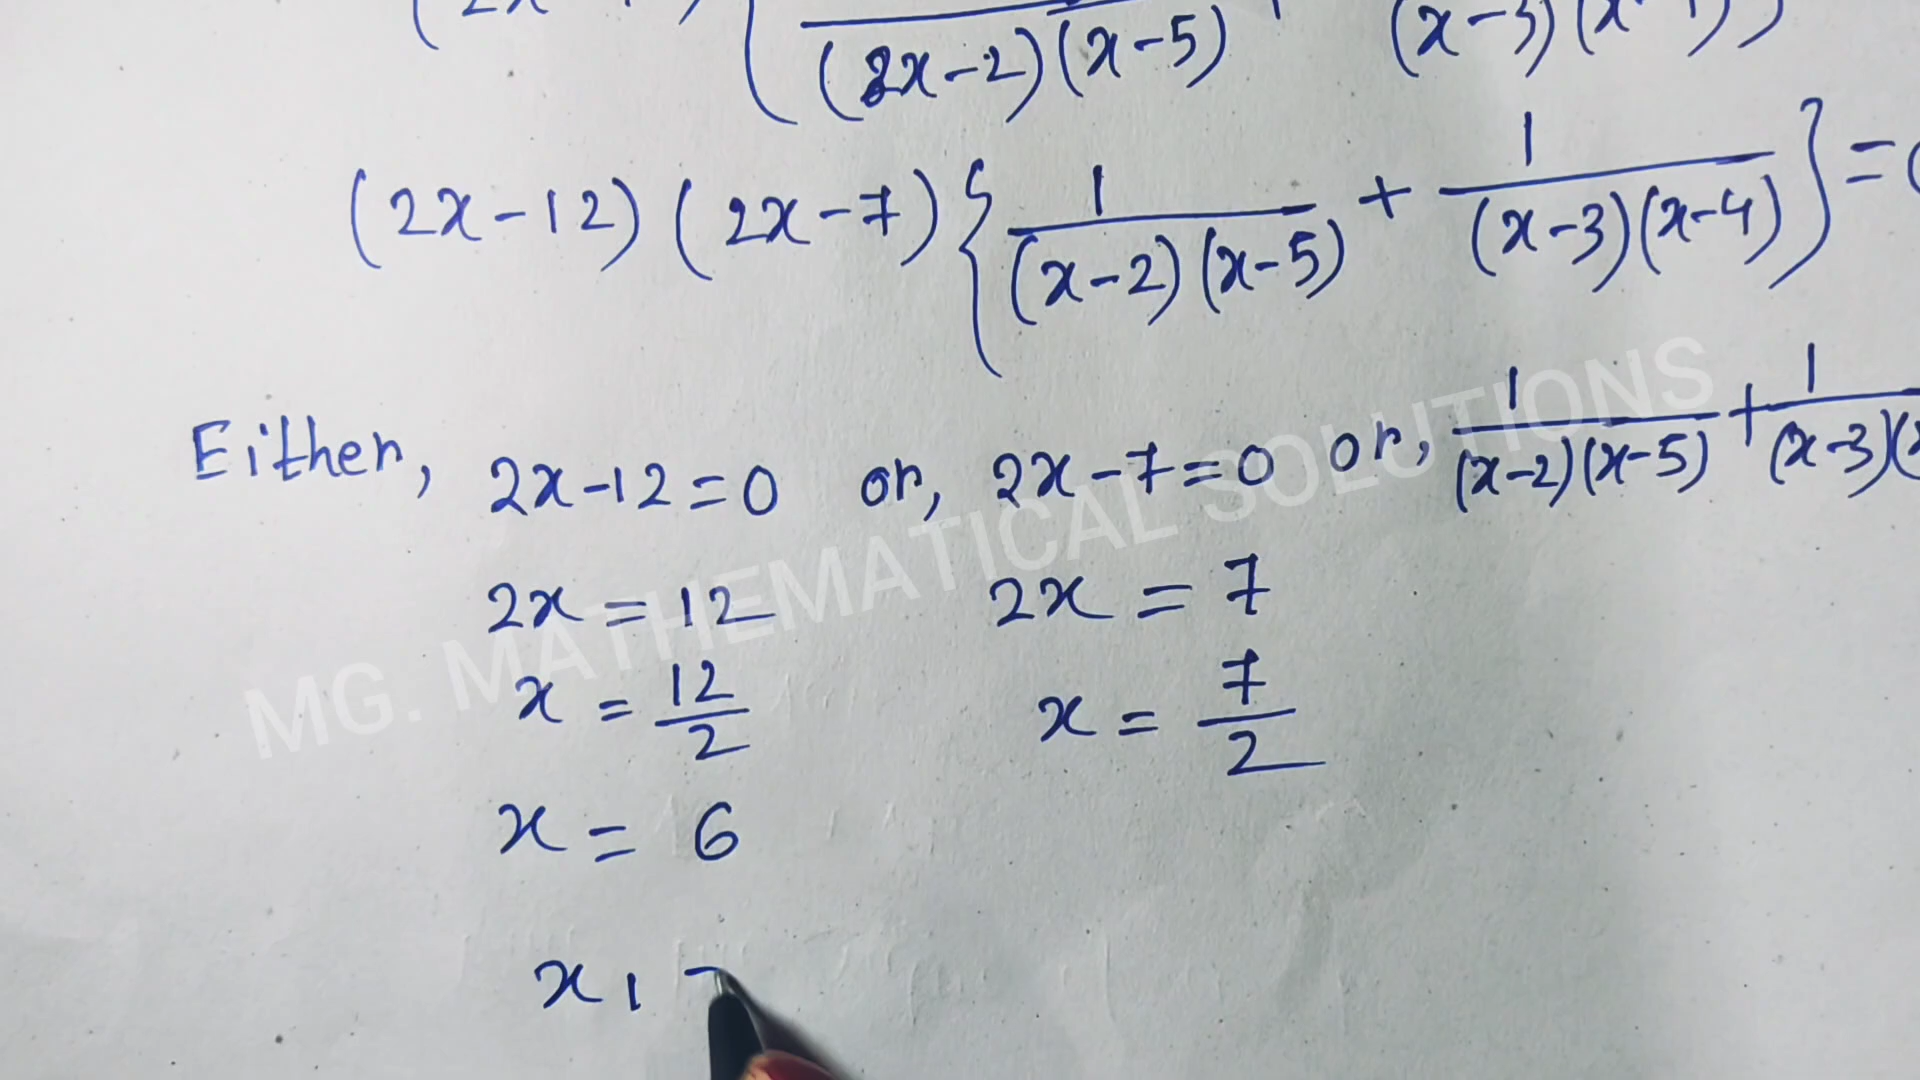 (2x-2)(x-5) (x-3)(x
(2x-12)(2x-7){1/(x-2)(x-5) + 1/(x-3)(x-4)} =
Either, 2x-12=0 or, 2x-7=0 or, 1/(x-2)(x-5) + 1/(x-3)(
2x = 12 2x = 7
x = 12/2 x = 7/2
x = 6
x₁
MG. MATHEMATICAL SOLUTIONS